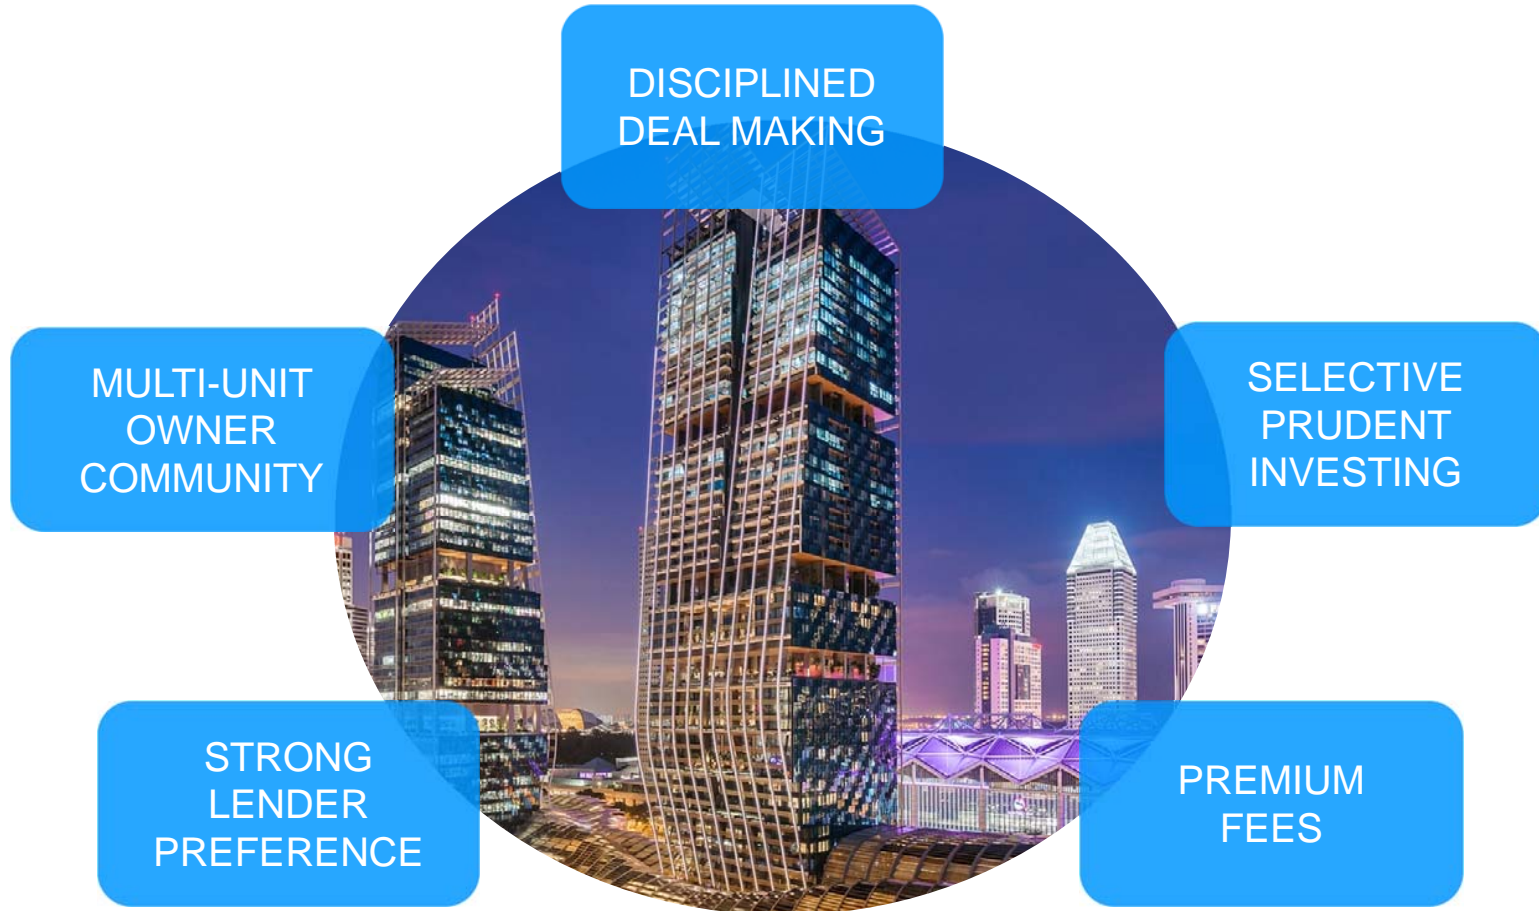 DISCIPLINED
DEAL MAKING
MULTI-UNIT
OWNER
COMMUNITY
SELECTIVE
PRUDENT
INVESTING
STRONG
LENDER
PREFERENCE
PREMIUM
FEES